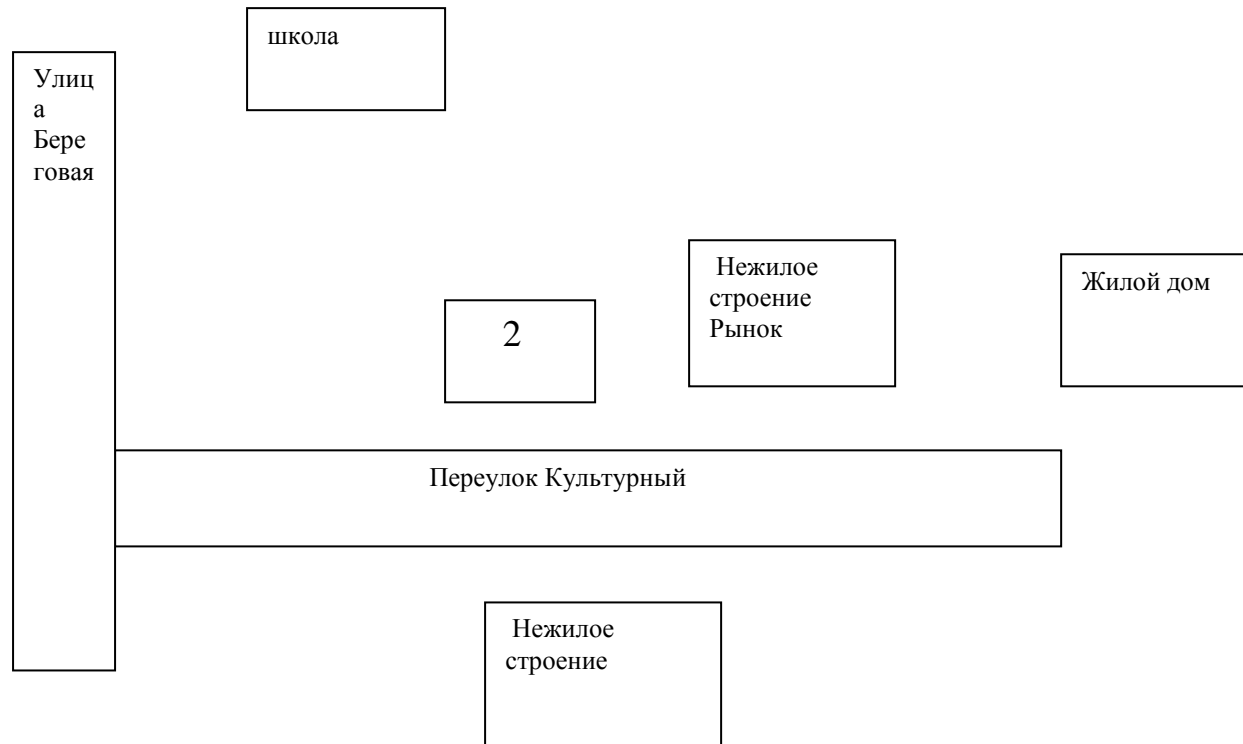 школа
Улиц
а
Бере
говая
Нежилое
строение
Рынок
Жилой дом
2
Переулок Культурный
Нежилое
строение